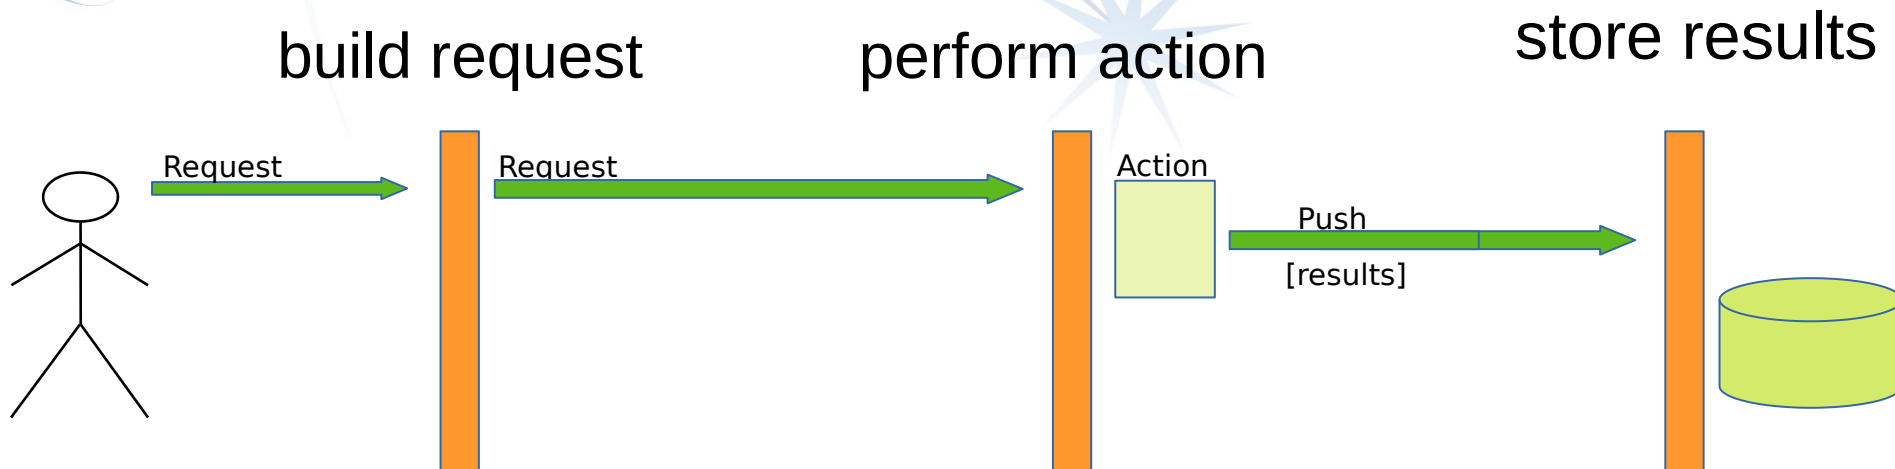 build request
perform action
store results
Request
Request
Action
Push
[results]